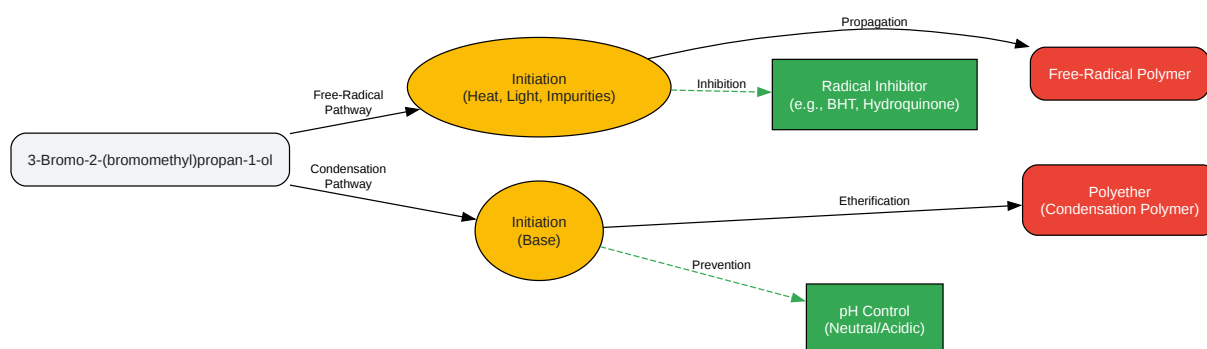 3-Bromo-2-(bromomethyl)propan-1-ol
Free-Radical
Pathway
Condensation
Pathway
Initiation
(Heat, Light, Impurities)
Initiation
(Base)
Propagation
Inhibition
Radical Inhibitor
(e.g., BHT, Hydroquinone)
Free-Radical Polymer
Etherification
Polyether
(Condensation Polymer)
Prevention
pH Control
(Neutral/Acidic)